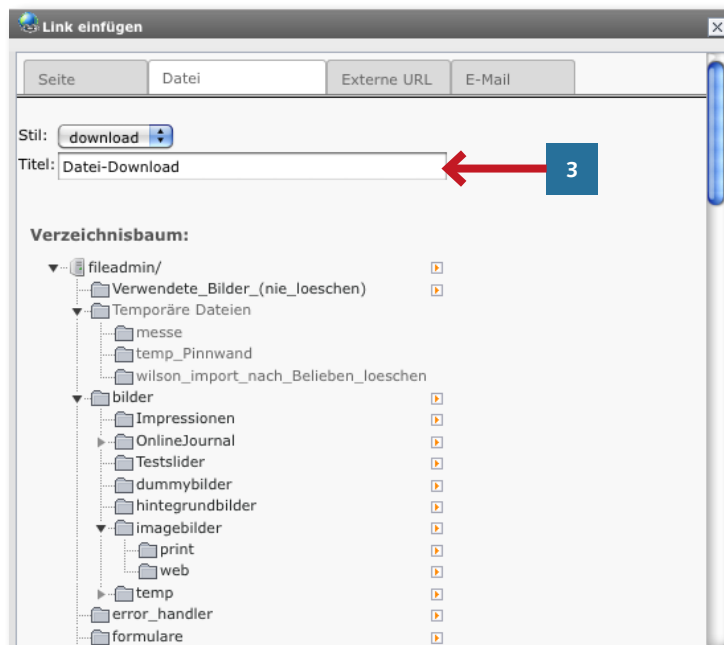 Link einfügen
Seite Datei Externe URL E-Mail
Stil: download
Titel: Datei-Download
3
Verzeichnisbaum:
fileadmin/
Verwendete_Bilder_(nie_loeschen)
Temporäre Dateien
messe
temp_Pinnwand
wilson_import_nach_Belieben_loeschen
bilder
Impressionen
OnlineJournal
Testslider
dummybilder
hintegrundbilder
imagebilder
print
web
temp
error_handler
formulare